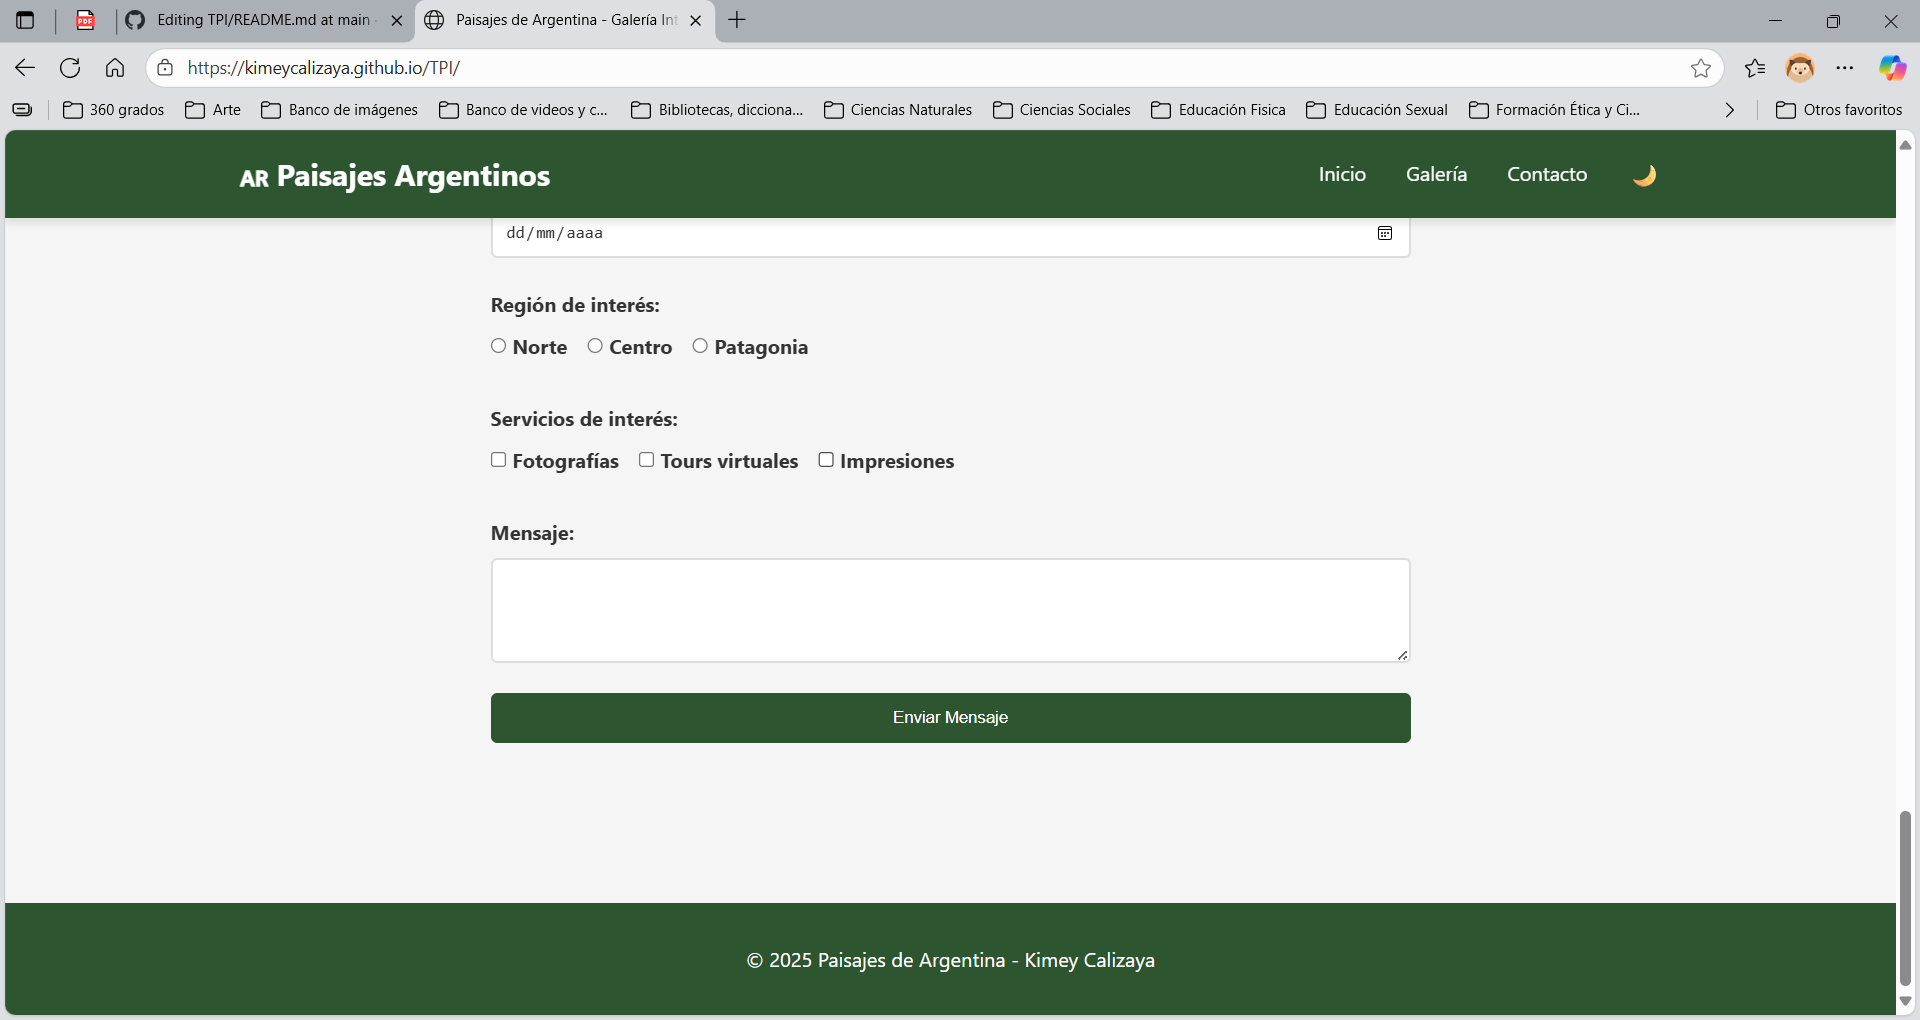 Editing TPI/README.md at main
Paisajes de Argentina - Galería Int
https://kimeycalizaya.github.io/TPI/
360 grados
Arte
Banco de imágenes
Banco de videos y c...
Bibliotecas, dicciona...
Ciencias Naturales
Ciencias Sociales
Educación Fisica
Educación Sexual
Formación Ética y Ci...
Otros favoritos
AR Paisajes Argentinos
Inicio
Galería
Contacto
dd/mm/aaaa
Región de interés:
Norte Centro Patagonia
Servicios de interés:
Fotografías Tours virtuales Impresiones
Mensaje:
Enviar Mensaje
© 2025 Paisajes de Argentina - Kimey Calizaya